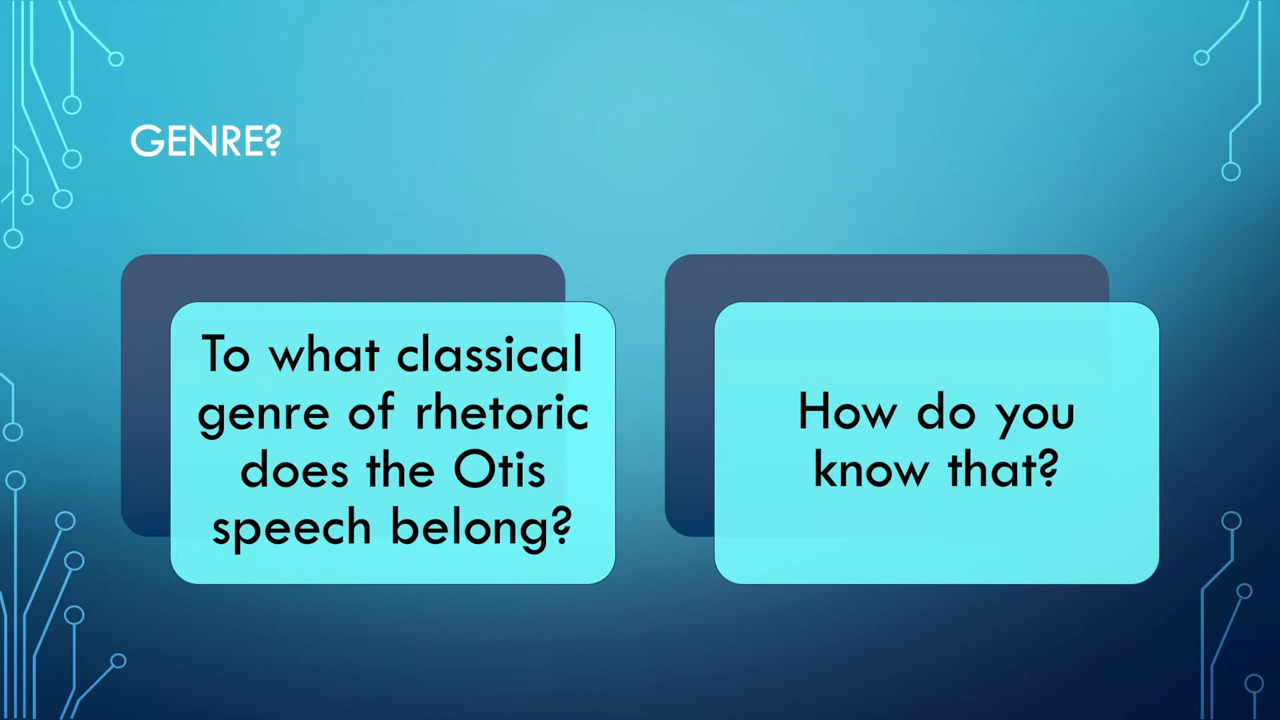 GENRE?
To what classical
genre of rhetoric
does the Otis
speech belong?
How do you
know that?